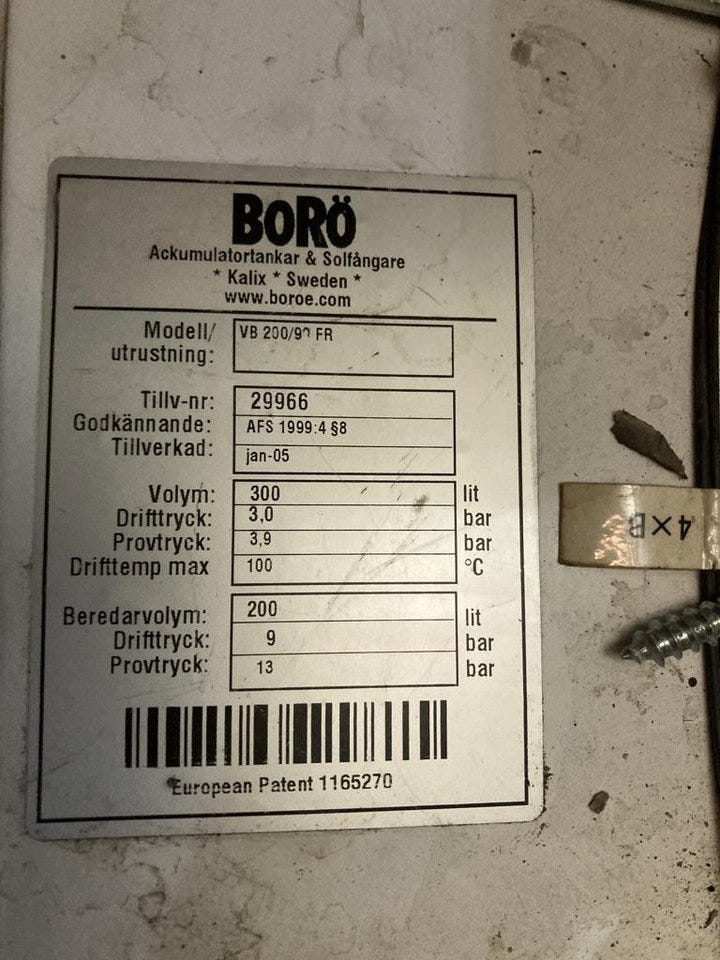 BORÖ
Ackumulatortankar & Solfångare
* Kalix * Sweden *
www.boroe.com
Modell/ VB FR
utrustning:
Tillv-nr: 29966
Godkännande: AFS 1999:4 §8
Tillverkad: jan-05
Volym: 300 lit
Drifttryck: 3,0 bar
Provtryck: 3,9 bar
Drifttemp max 100 °C
Beredarvolym: 200 lit
Drifttryck: 9 bar
Provtryck: 13 bar
European Patent 1165270
4×B